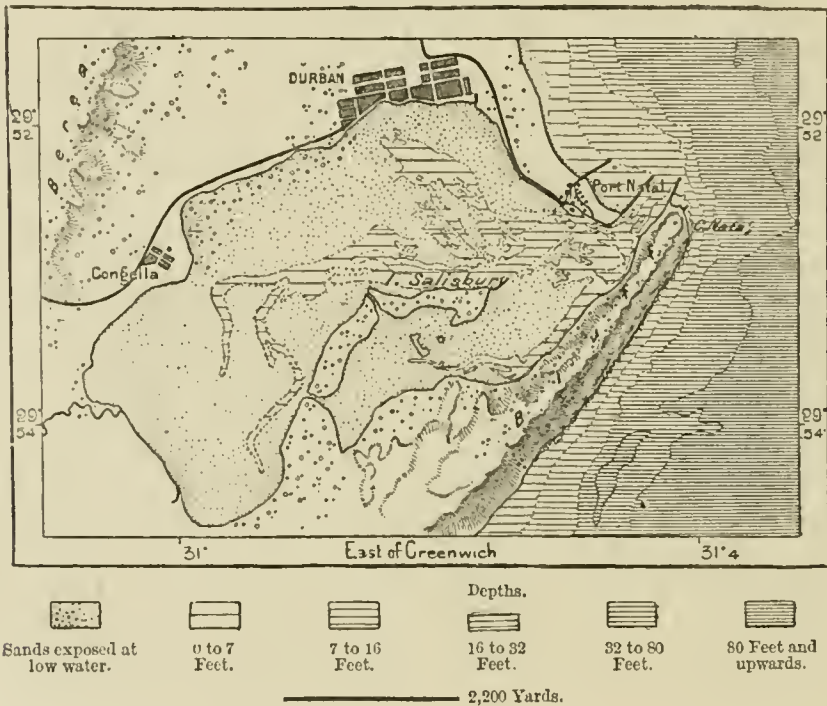 DURBAN
Berea
29°
52'
29°
52'
Port Natal
C. Natal
Congella
Salisbury
Bluff
29°
54'
29°
54'
31°
East of Greenwich
31°4
Depths.
Sands exposed at
low water.
0 to 7
Feet.
7 to 16
Feet.
16 to 32
Feet.
32 to 80
Feet.
80 Feet and
upwards.
2,200 Yards.